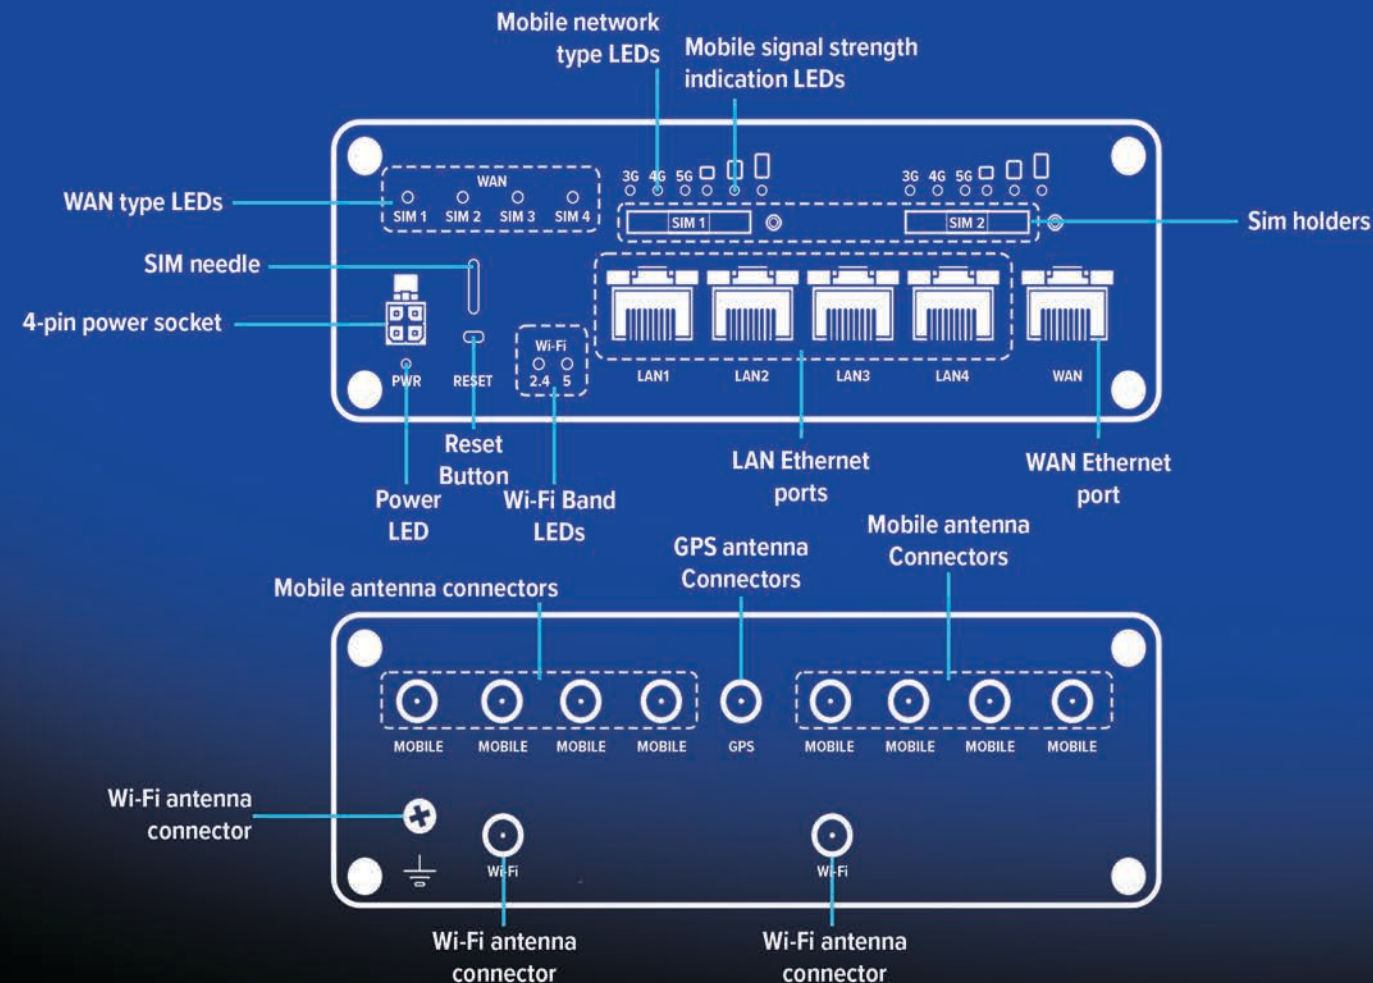 Mobile network
type LEDs
Mobile signal strength
indication LEDs
WAN
3G 4G 5G
3G 4G 5G
WAN type LEDs
SIM 1 SIM 2 SIM 3 SIM 4
SIM 1
SIM 2
Sim holders
SIM needle
4-pin power socket
Wi-Fi
2.4 5
PWR
RESET
LAN1
LAN2
LAN3
LAN4
WAN
Reset
Button
Power
LED
Wi-Fi Band
LEDs
LAN Ethernet
ports
WAN Ethernet
port
Mobile antenna connectors
GPS antenna
Connectors
Mobile antenna
Connectors
MOBILE MOBILE MOBILE MOBILE GPS MOBILE MOBILE MOBILE MOBILE
Wi-Fi antenna
connector
Wi-Fi
Wi-Fi
Wi-Fi antenna
connector
Wi-Fi antenna
connector